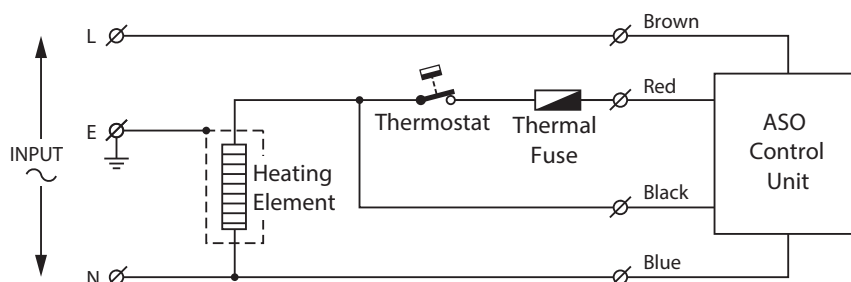 L
Brown
Red
Thermostat
Thermal
Fuse
ASO
Control
Unit
E
INPUT
Heating
Element
Black
N
Blue